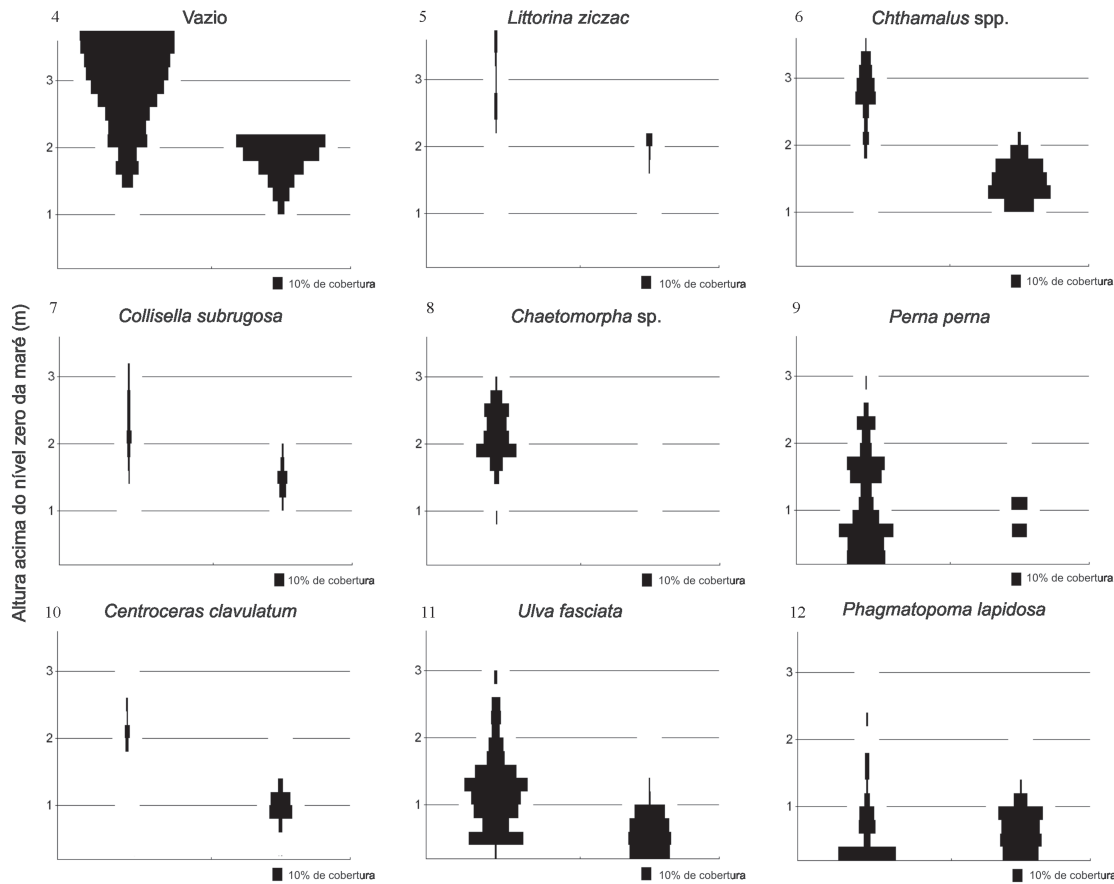 4 Vazio
5 Littorina ziczac
6 Chthamalus spp.
3
2
1
10% de cobertura
3
2
1
10% de cobertura
3
2
1
10% de cobertura
Altura acima do nível zero da maré (m)
7 Collisella subrugosa
8 Chaetomorpha sp.
9 Perna perna
3
2
1
10% de cobertura
3
2
1
10% de cobertura
3
2
1
10% de cobertura
10 Centroceras clavulatum
11 Ulva fasciata
12 Phagmatopoma lapidosa
3
2
1
10% de cobertura
3
2
1
10% de cobertura
3
2
1
10% de cobertura